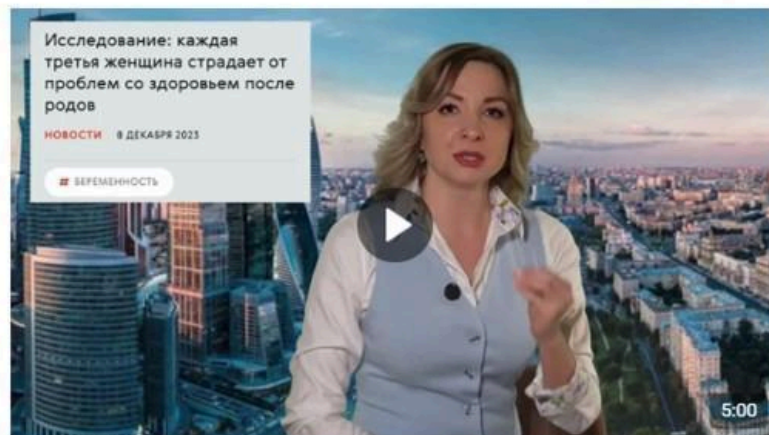 Исследование: каждая
третья женщина страдает от
проблем со здоровьем после
родов
НОВОСТИ 8 ДЕКАБРЯ 2023
# БЕРЕМЕННОСТЬ
5:00